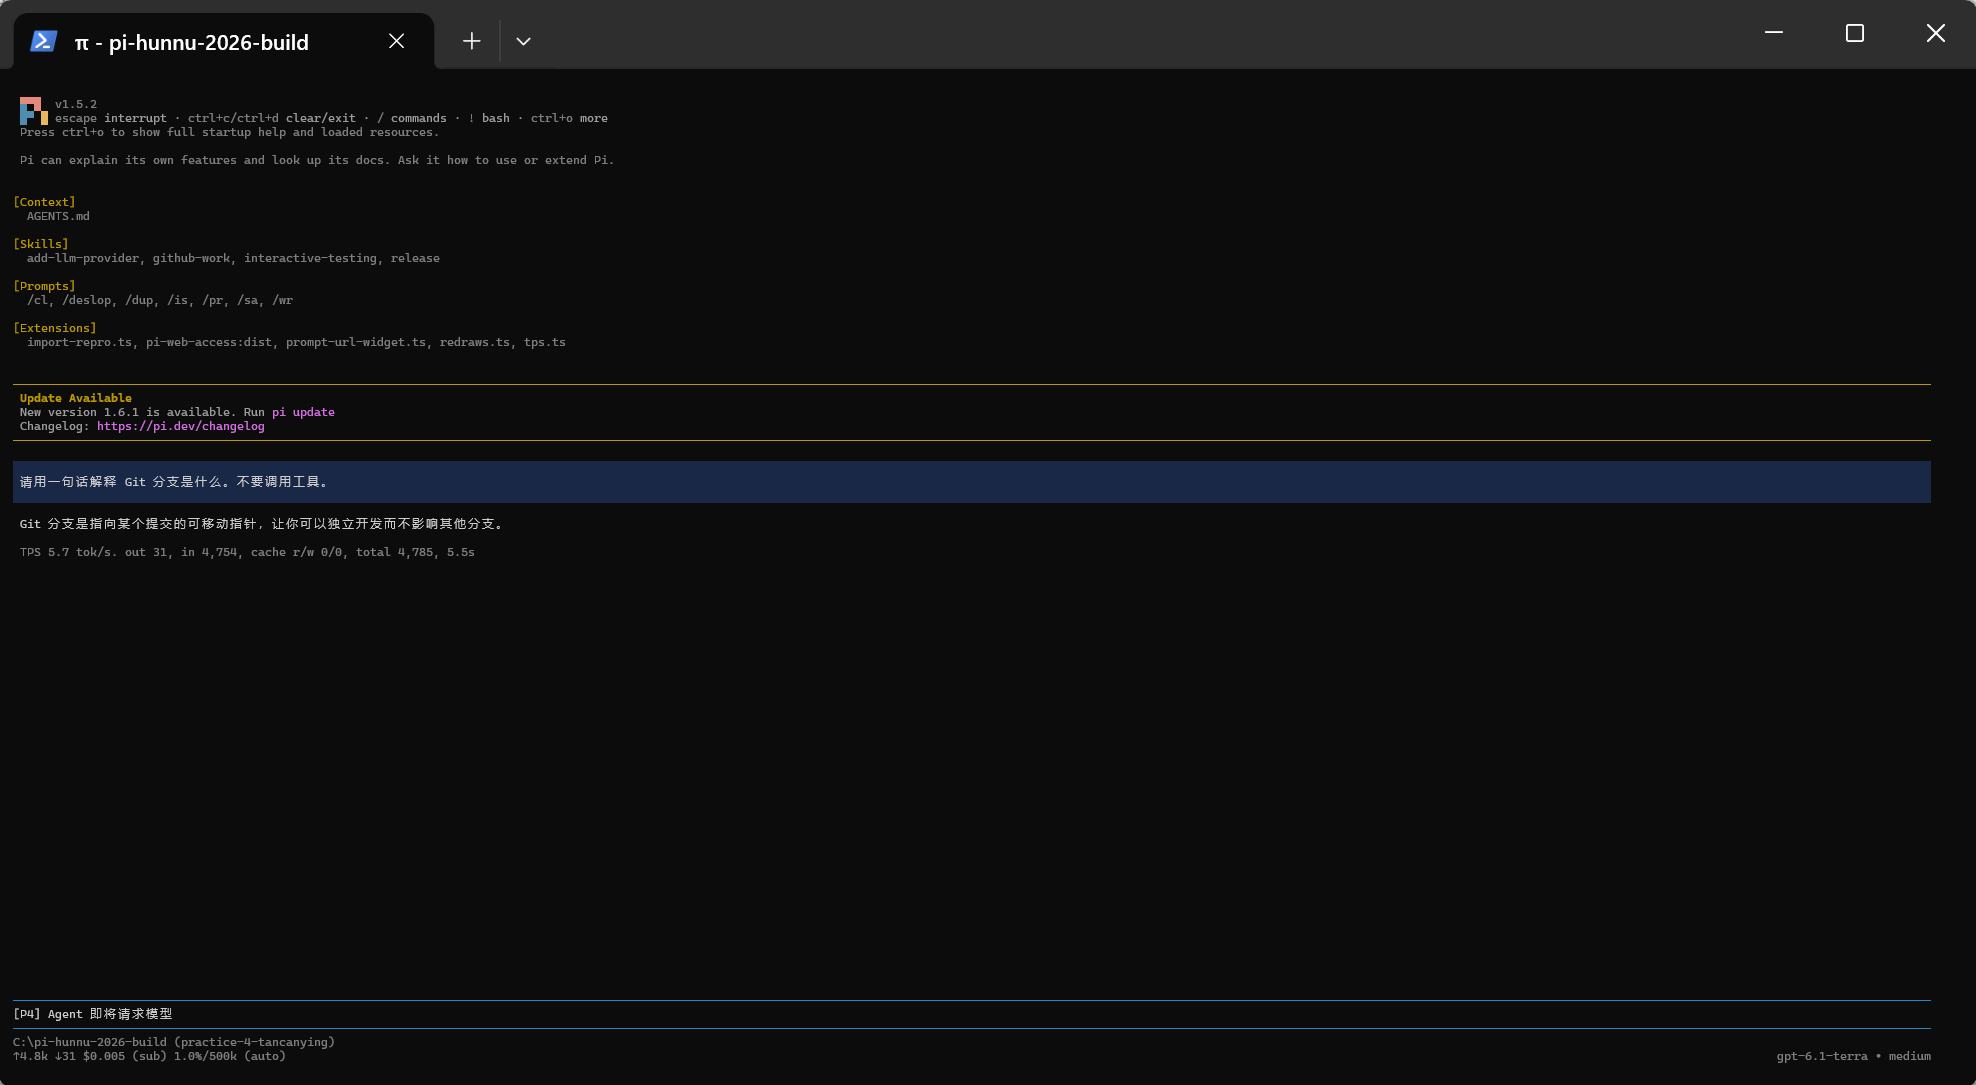 π - pi-hunnu-2026-build
v1.5.2
escape interrupt · ctrl+c/ctrl+d clear/exit · / commands · ! bash · ctrl+o more
Press ctrl+o to show full startup help and loaded resources.
Pi can explain its own features and look up its docs. Ask it how to use or extend Pi.
[Context]
AGENTS.md
[Skills]
add-llm-provider, github-work, interactive-testing, release
[Prompts]
/cl, /deslop, /dup, /is, /pr, /sa, /wr
[Extensions]
import-repro.ts, pi-web-access:dist, prompt-url-widget.ts, redraws.ts, tps.ts
Update Available
New version 1.6.1 is available. Run pi update
Changelog: https://pi.dev/changelog
请用一句话解释 Git 分支是什么。不要调用工具。
Git 分支是指向某个提交的可移动指针，让你可以独立开发而不影响其他分支。
TPS 5.7 tok/s. out 31, in 4,754, cache r/w 0/0, total 4,785, 5.5s
[P4] Agent 即将请求模型
C:\pi-hunnu-2026-build (practice-4-tancanying)
↑4.8k ↓31 $0.005 (sub) 1.0%/500k (auto)
gpt-6.1-terra • medium